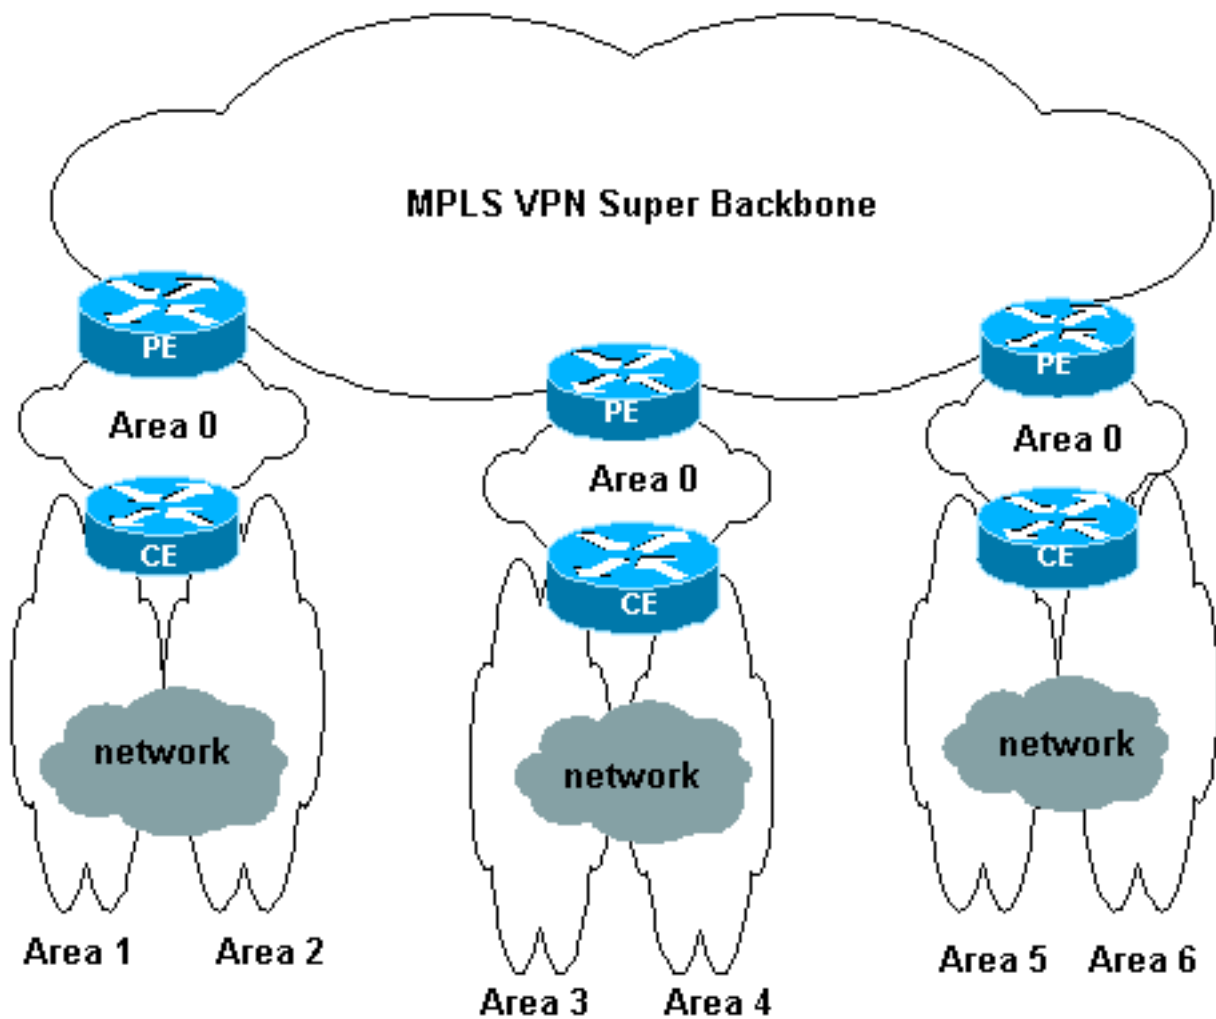 MPLS VPN Super Backbone
PE
PE
PE
Area 0
Area 0
Area 0
CE
CE
CE
network
network
network
Area 1
Area 2
Area 3
Area 4
Area 5
Area 6